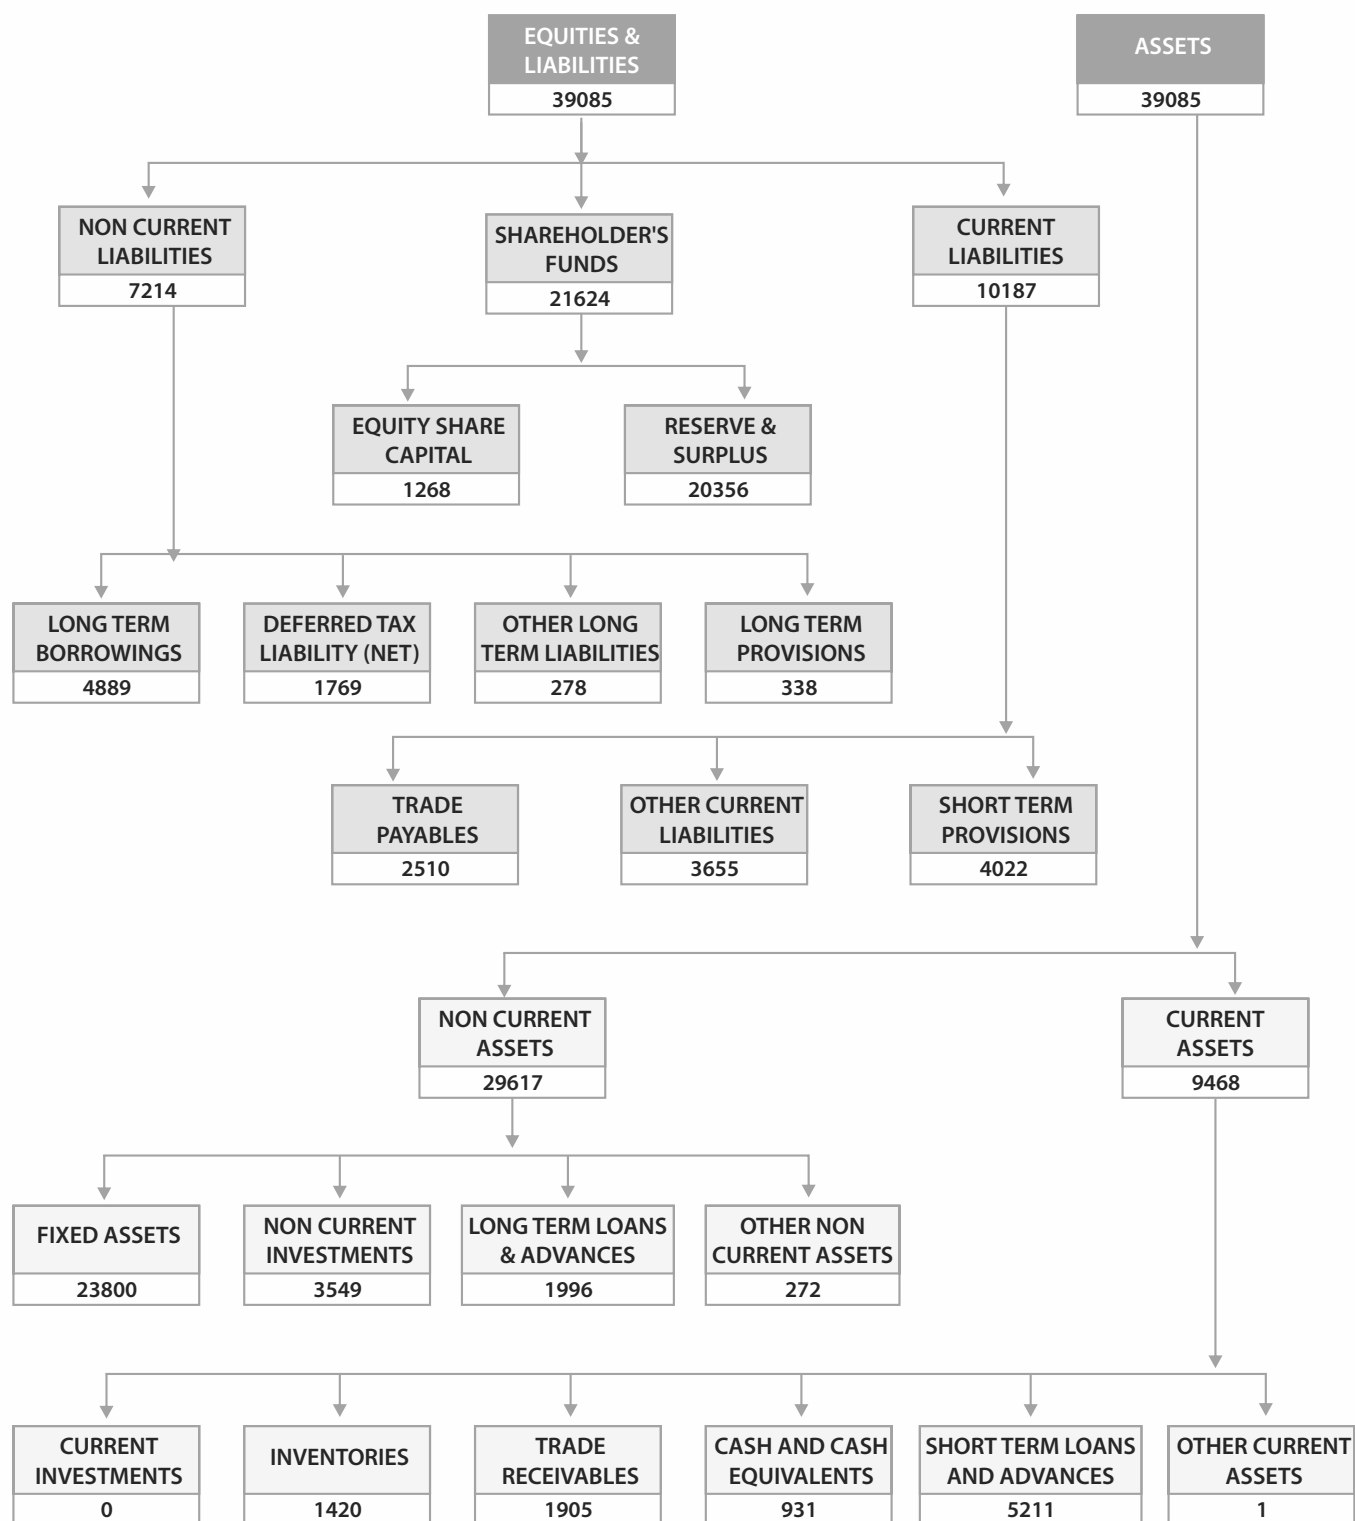 EQUITIES &
LIABILITIES
39085
ASSETS
39085
NON CURRENT
LIABILITIES
7214
SHAREHOLDER'S
FUNDS
21624
CURRENT
LIABILITIES
10187
EQUITY SHARE
CAPITAL
1268
RESERVE &
SURPLUS
20356
LONG TERM
BORROWINGS
4889
DEFERRED TAX
LIABILITY (NET)
1769
OTHER LONG
TERM LIABILITIES
278
LONG TERM
PROVISIONS
338
TRADE
PAYABLES
2510
OTHER CURRENT
LIABILITIES
3655
SHORT TERM
PROVISIONS
4022
NON CURRENT
ASSETS
29617
CURRENT
ASSETS
9468
FIXED ASSETS
23800
NON CURRENT
INVESTMENTS
3549
LONG TERM LOANS
& ADVANCES
1996
OTHER NON
CURRENT ASSETS
272
CURRENT
INVESTMENTS
0
INVENTORIES
1420
TRADE
RECEIVABLES
1905
CASH AND CASH
EQUIVALENTS
931
SHORT TERM LOANS
AND ADVANCES
5211
OTHER CURRENT
ASSETS
1